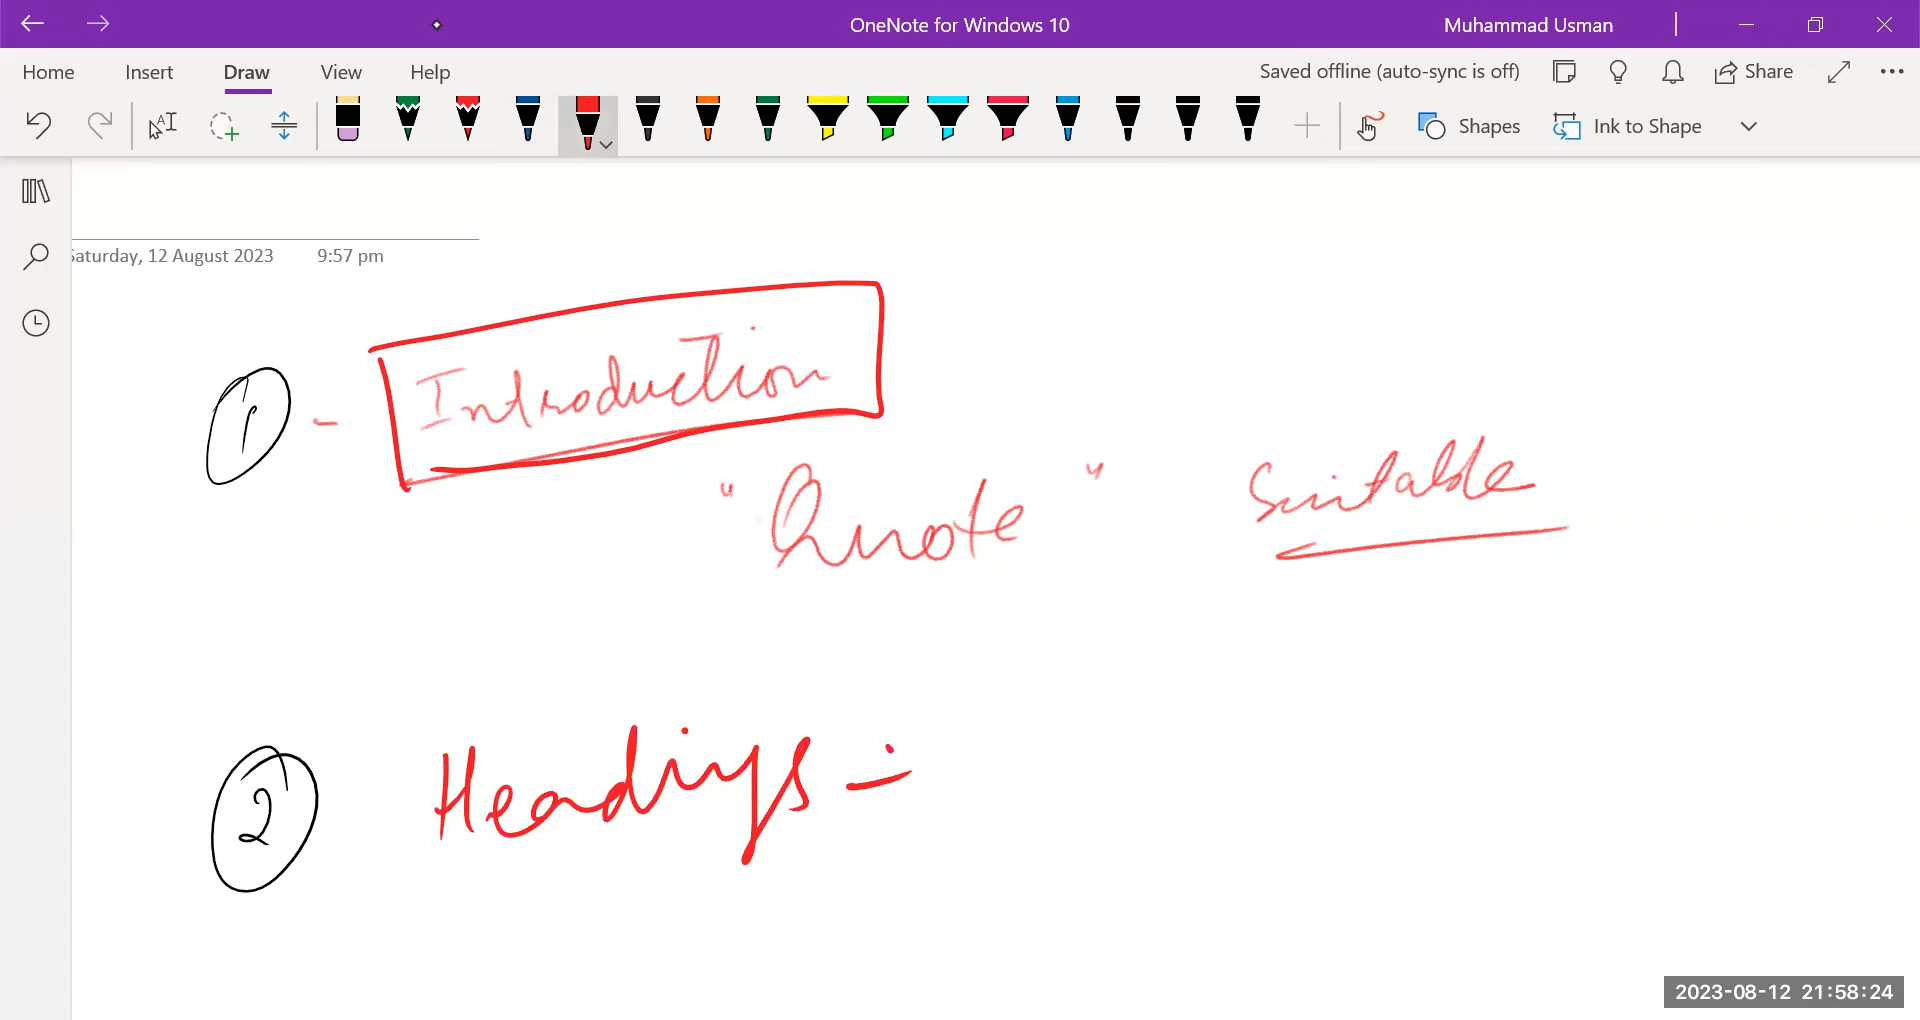 OneNote for Windows 10
Muhammad Usman
Home Insert Draw View Help
Saved offline (auto-sync is off) Share
Shapes Ink to Shape
Saturday, 12 August 2023 9:57 pm
1 - Introduction
"Quote" Suitable
2 Headings :-
2023-08-12 21:58:24